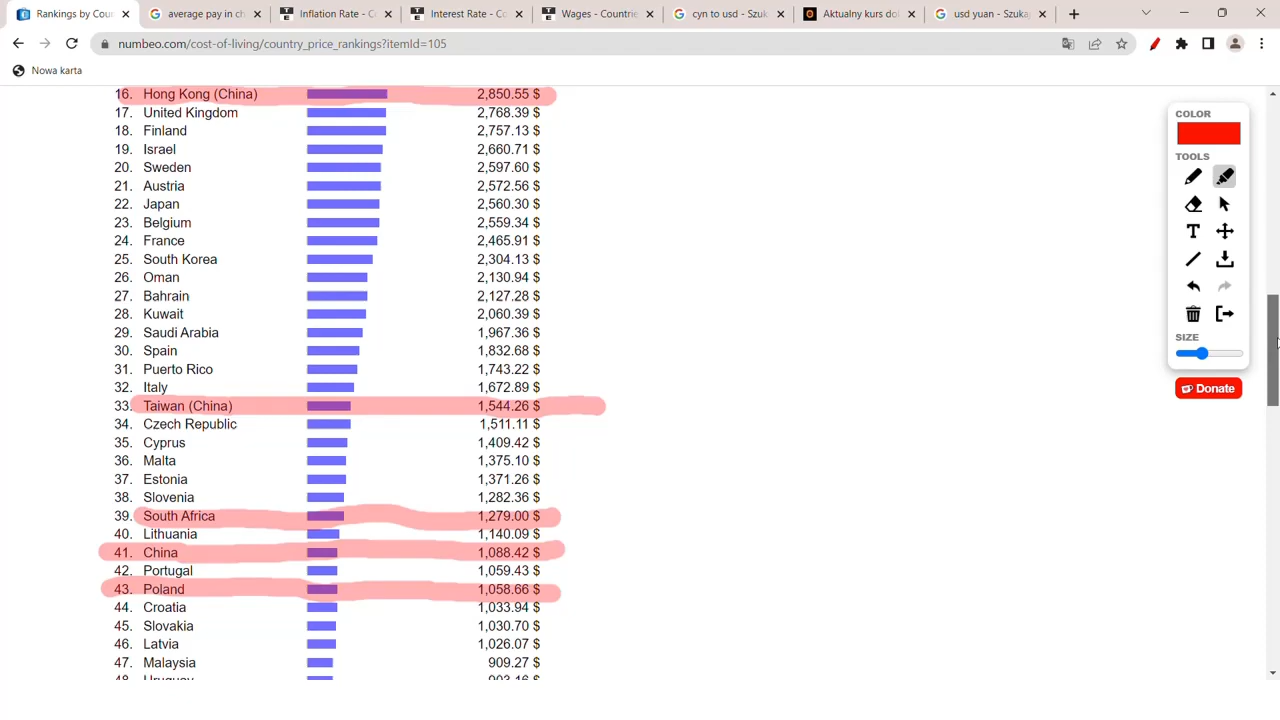 Rankings by Cou
average pay in ch
Inflation Rate - C
Interest Rate - Co
Wages - Countrie
cyn to usd - Szuk
Aktualny kurs dol
usd yuan - Szuka
numbeo.com/cost-of-living/country_price_rankings?itemId=105
Nowa karta
16. Hong Kong (China) 2,850.55 $
17. United Kingdom 2,768.39 $
18. Finland 2,757.13 $
19. Israel 2,660.71 $
20. Sweden 2,597.60 $
21. Austria 2,572.56 $
22. Japan 2,560.30 $
23. Belgium 2,559.34 $
24. France 2,465.91 $
25. South Korea 2,304.13 $
26. Oman 2,130.94 $
27. Bahrain 2,127.28 $
28. Kuwait 2,060.39 $
29. Saudi Arabia 1,967.36 $
30. Spain 1,832.68 $
31. Puerto Rico 1,743.22 $
32. Italy 1,672.89 $
33. Taiwan (China) 1,544.26 $
34. Czech Republic 1,511.11 $
35. Cyprus 1,409.42 $
36. Malta 1,375.10 $
37. Estonia 1,371.26 $
38. Slovenia 1,282.36 $
39. South Africa 1,279.00 $
40. Lithuania 1,140.09 $
41. China 1,088.42 $
42. Portugal 1,059.43 $
43. Poland 1,058.66 $
44. Croatia 1,033.94 $
45. Slovakia 1,030.70 $
46. Latvia 1,026.07 $
47. Malaysia 909.27 $
48. Uruguay 903.16 $
COLOR
TOOLS
T
SIZE
Donate